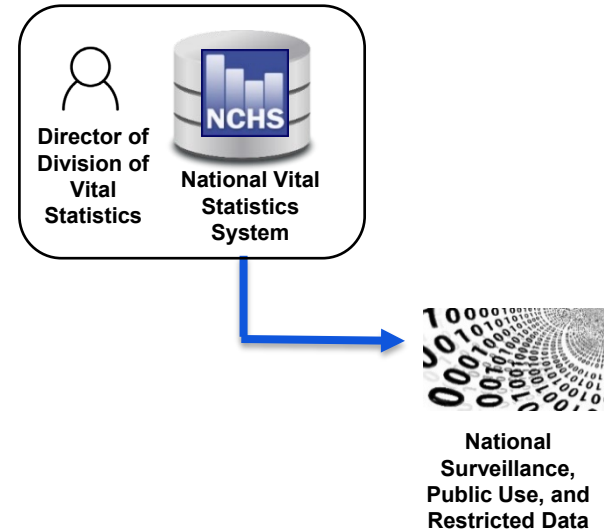 NCHS
Director of
Division of
Vital
Statistics
National Vital
Statistics
System
National
Surveillance,
Public Use, and
Restricted Data